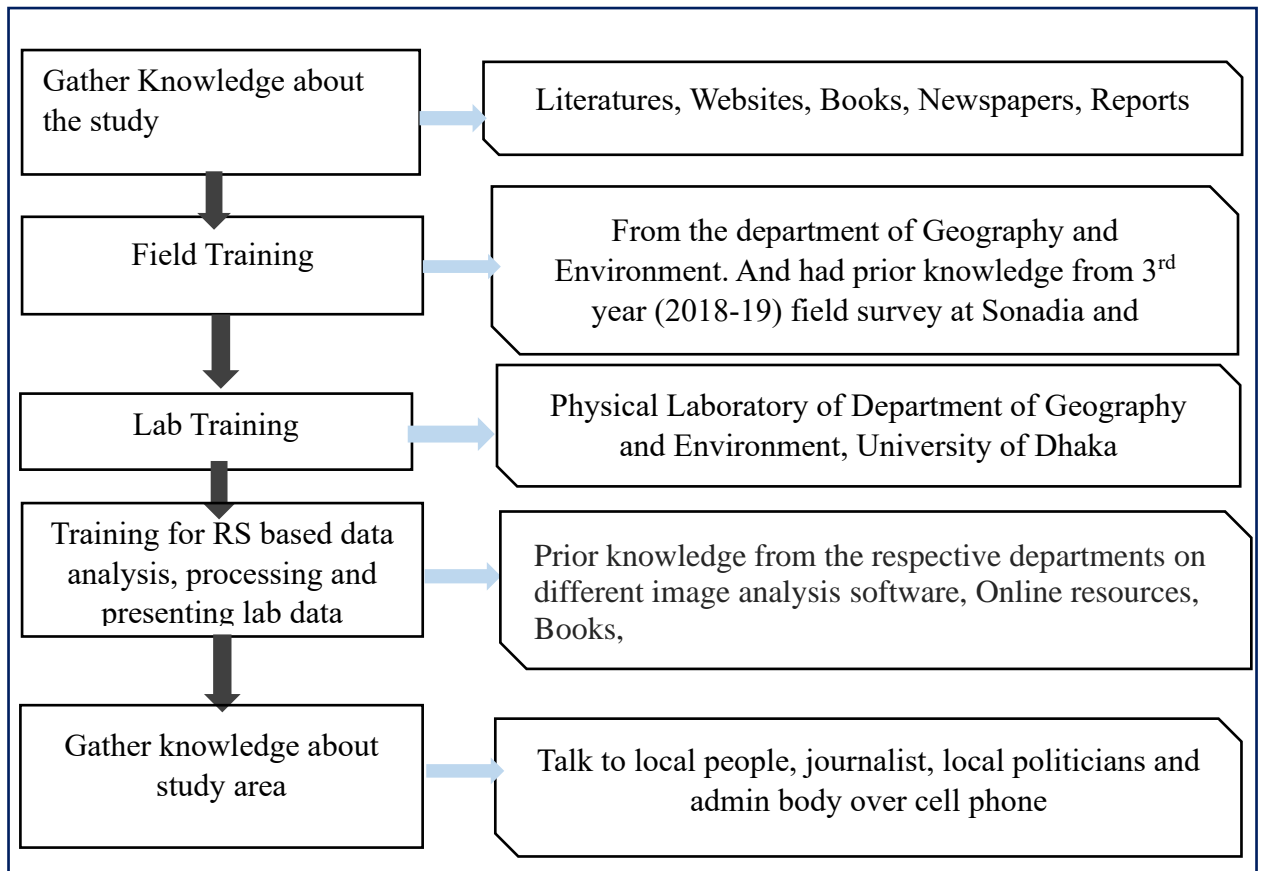 Gather Knowledge about
the study
Literatures, Websites, Books, Newspapers, Reports
Field Training
From the department of Geography and
Environment. And had prior knowledge from 3rd
year (2018-19) field survey at Sonadia and
Lab Training
Physical Laboratory of Department of Geography
and Environment, University of Dhaka
Training for RS based data
analysis, processing and
presenting lab data
Prior knowledge from the respective departments on
different image analysis software, Online resources,
Books,
Gather knowledge about
study area
Talk to local people, journalist, local politicians and
admin body over cell phone